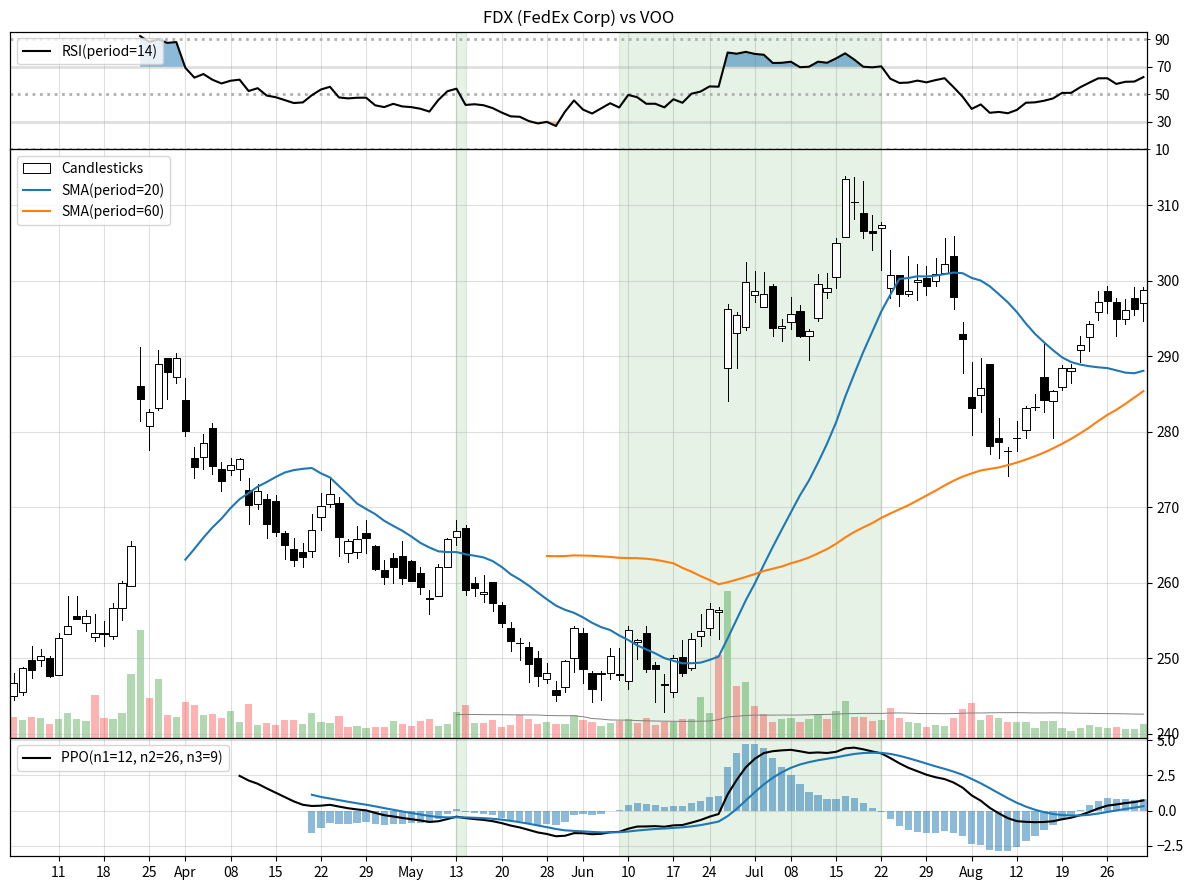 FDX (FedEx Corp) vs VOO
RSI(period=14)
90
70
50
30
10
Candlesticks
SMA(period=20)
SMA(period=60)
310
300
290
280
270
260
250
240
PPO(n1=12, n2=26, n3=9)
5.0
2.5
0.0
−2.5
11 18 25 Apr 08 15 22 29 May 13 20 28 Jun 10 17 24 Jul 08 15 22 29 Aug 12 19 26